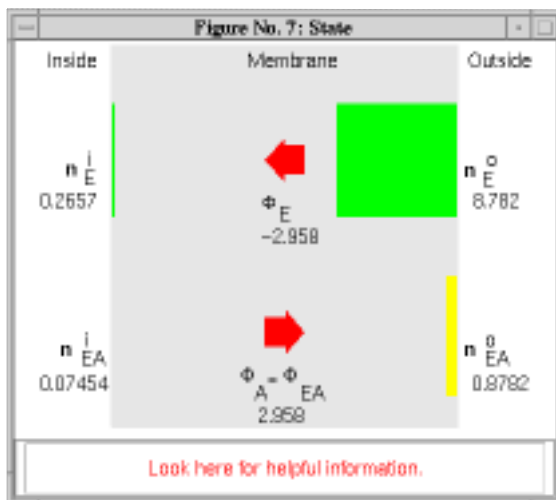 Figure No. 7: State
Inside Membrane Outside
n i E
0.2657
Φ E
-2.958
n o E
8.782
n i EA
0.07454
Φ A - Φ EA
2.958
n o EA
0.8782
Look here for helpful information.